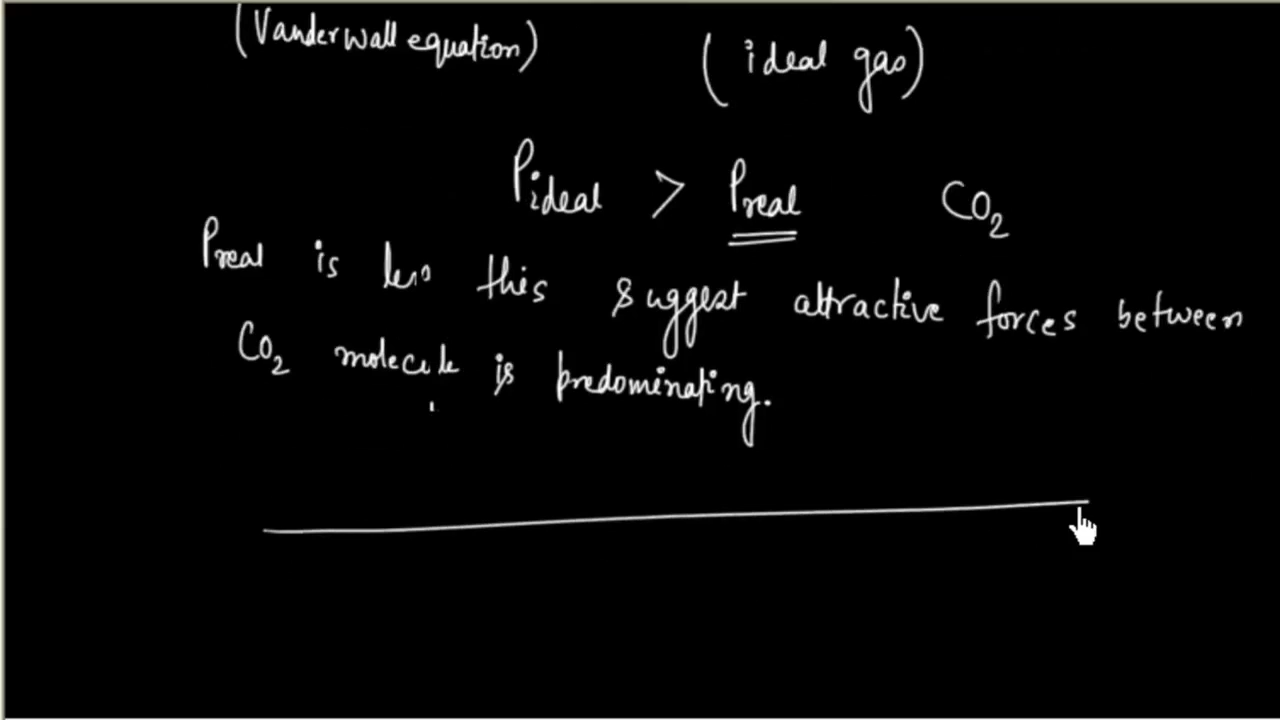 (Vanderwall equation) (ideal gas)
Pideal > Preal CO2
Preal is less this suggest attractive forces between
CO2 molecule is predominating.